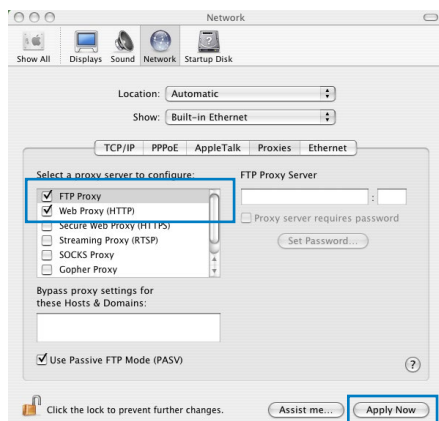 Network
Show All Displays Sound Network Startup Disk
Location: Automatic
Show: Built-in Ethernet
TCP/IP PPPoE AppleTalk Proxies Ethernet
Select a proxy server to configure: FTP Proxy Server
FTP Proxy :
Web Proxy (HTTP) Proxy server requires password
Secure Web Proxy (HTTPS)
Streaming Proxy (RTSP) Set Password...
SOCKS Proxy
Gopher Proxy
Bypass proxy settings for
these Hosts & Domains:
Use Passive FTP Mode (PASV) ?
Click the lock to prevent further changes. Assist me... Apply Now